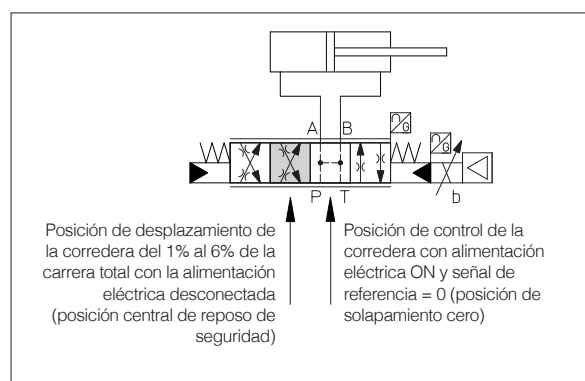 A B
P T
b
G
G
Posición de desplazamiento de
la corredera del 1% al 6% de la
carrera total con la alimentación
eléctrica desconectada
(posición central de reposo de
seguridad)
Posición de control de la
corredera con alimentación
eléctrica ON y señal de
referencia = 0 (posición de
solapamiento cero)